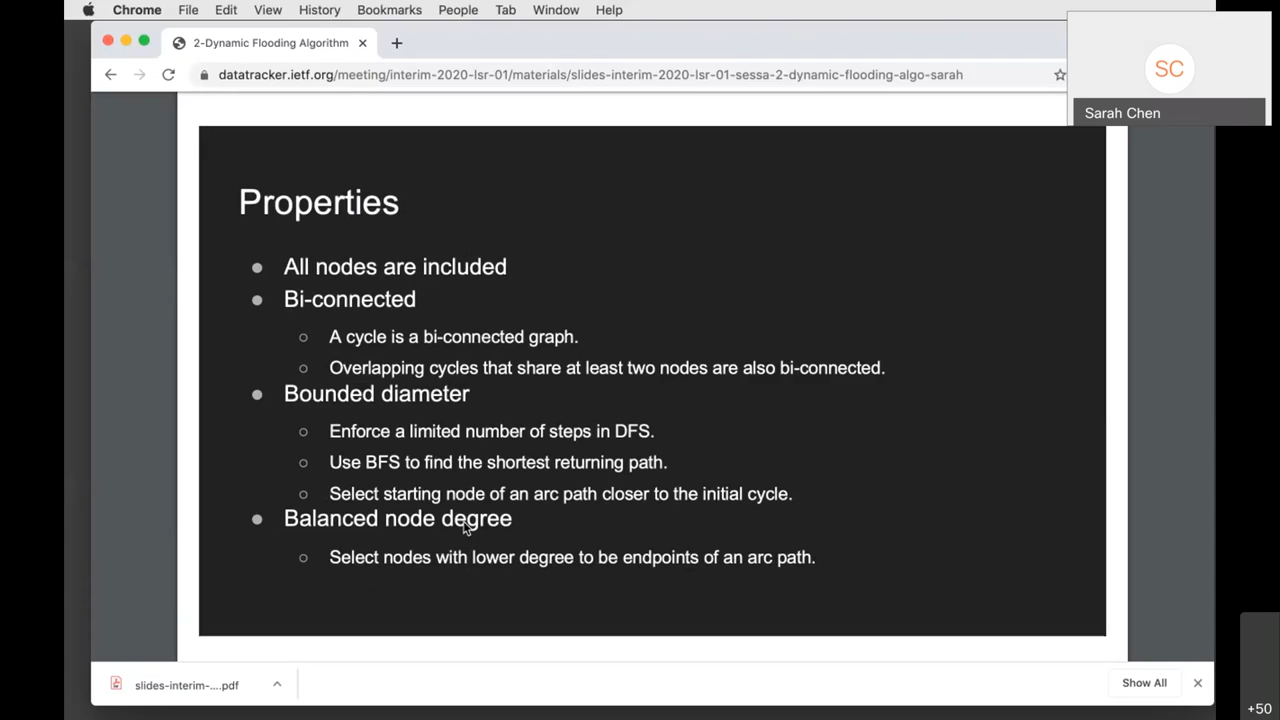 Chrome File Edit View History Bookmarks People Tab Window Help
2-Dynamic Flooding Algorithm
datatracker.ietf.org/meeting/interim-2020-lsr-01/materials/slides-interim-2020-lsr-01-sessa-2-dynamic-flooding-algo-sarah
SC
Sarah Chen
Properties
All nodes are included
Bi-connected
A cycle is a bi-connected graph.
Overlapping cycles that share at least two nodes are also bi-connected.
Bounded diameter
Enforce a limited number of steps in DFS.
Use BFS to find the shortest returning path.
Select starting node of an arc path closer to the initial cycle.
Balanced node degree
Select nodes with lower degree to be endpoints of an arc path.
slides-interim-....pdf
Show All
+50